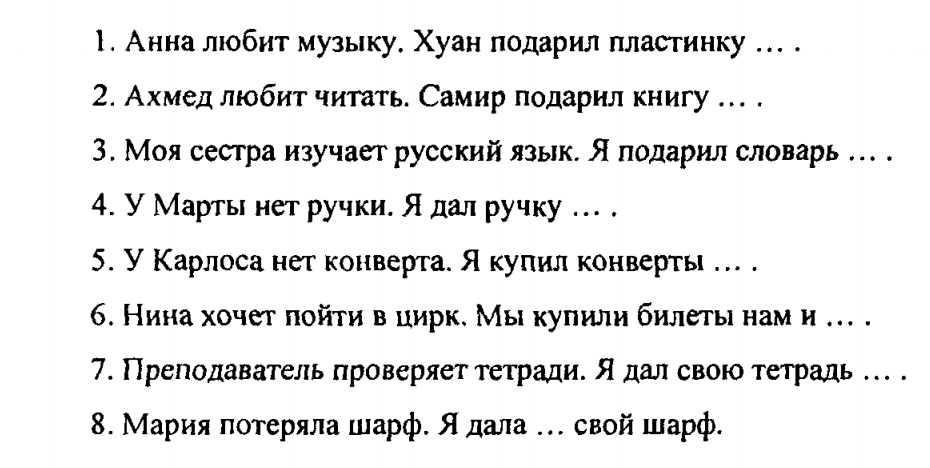 1. Анна любит музыку. Хуан подарил пластинку ... .
2. Ахмед любит читать. Самир подарил книгу ... .
3. Моя сестра изучает русский язык. Я подарил словарь ... .
4. У Марты нет ручки. Я дал ручку ... .
5. У Карлоса нет конверта. Я купил конверты ... .
6. Нина хочет пойти в цирк. Мы купили билеты нам и ... .
7. Преподаватель проверяет тетради. Я дал свою тетрадь ... .
8. Мария потеряла шарф. Я дала ... свой шарф.